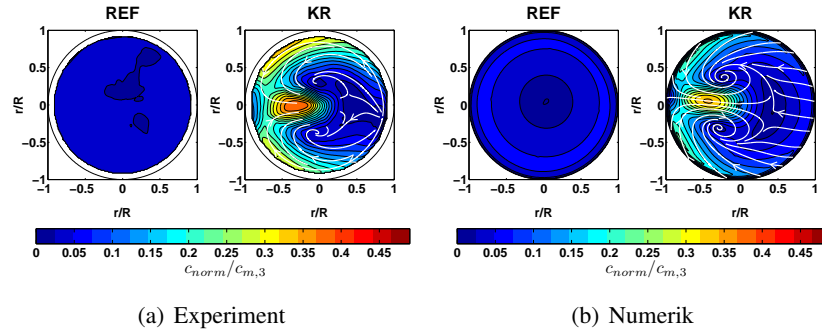 REF KR REF KR
1 1 1 1
0.5 0.5 0.5 0.5
r/R 0 r/R 0 r/R 0 r/R 0
−0.5 −0.5 −0.5 −0.5
−1 −1 −1 −1
−1 −0.5 0 0.5 1 −1 −0.5 0 0.5 1 −1 −0.5 0 0.5 1 −1 −0.5 0 0.5 1
r/R r/R r/R r/R
0 0.05 0.1 0.15 0.2 0.25 0.3 0.35 0.4 0.45 0 0.05 0.1 0.15 0.2 0.25 0.3 0.35 0.4 0.45
c_norm/c_m,3 c_norm/c_m,3
(a) Experiment (b) Numerik